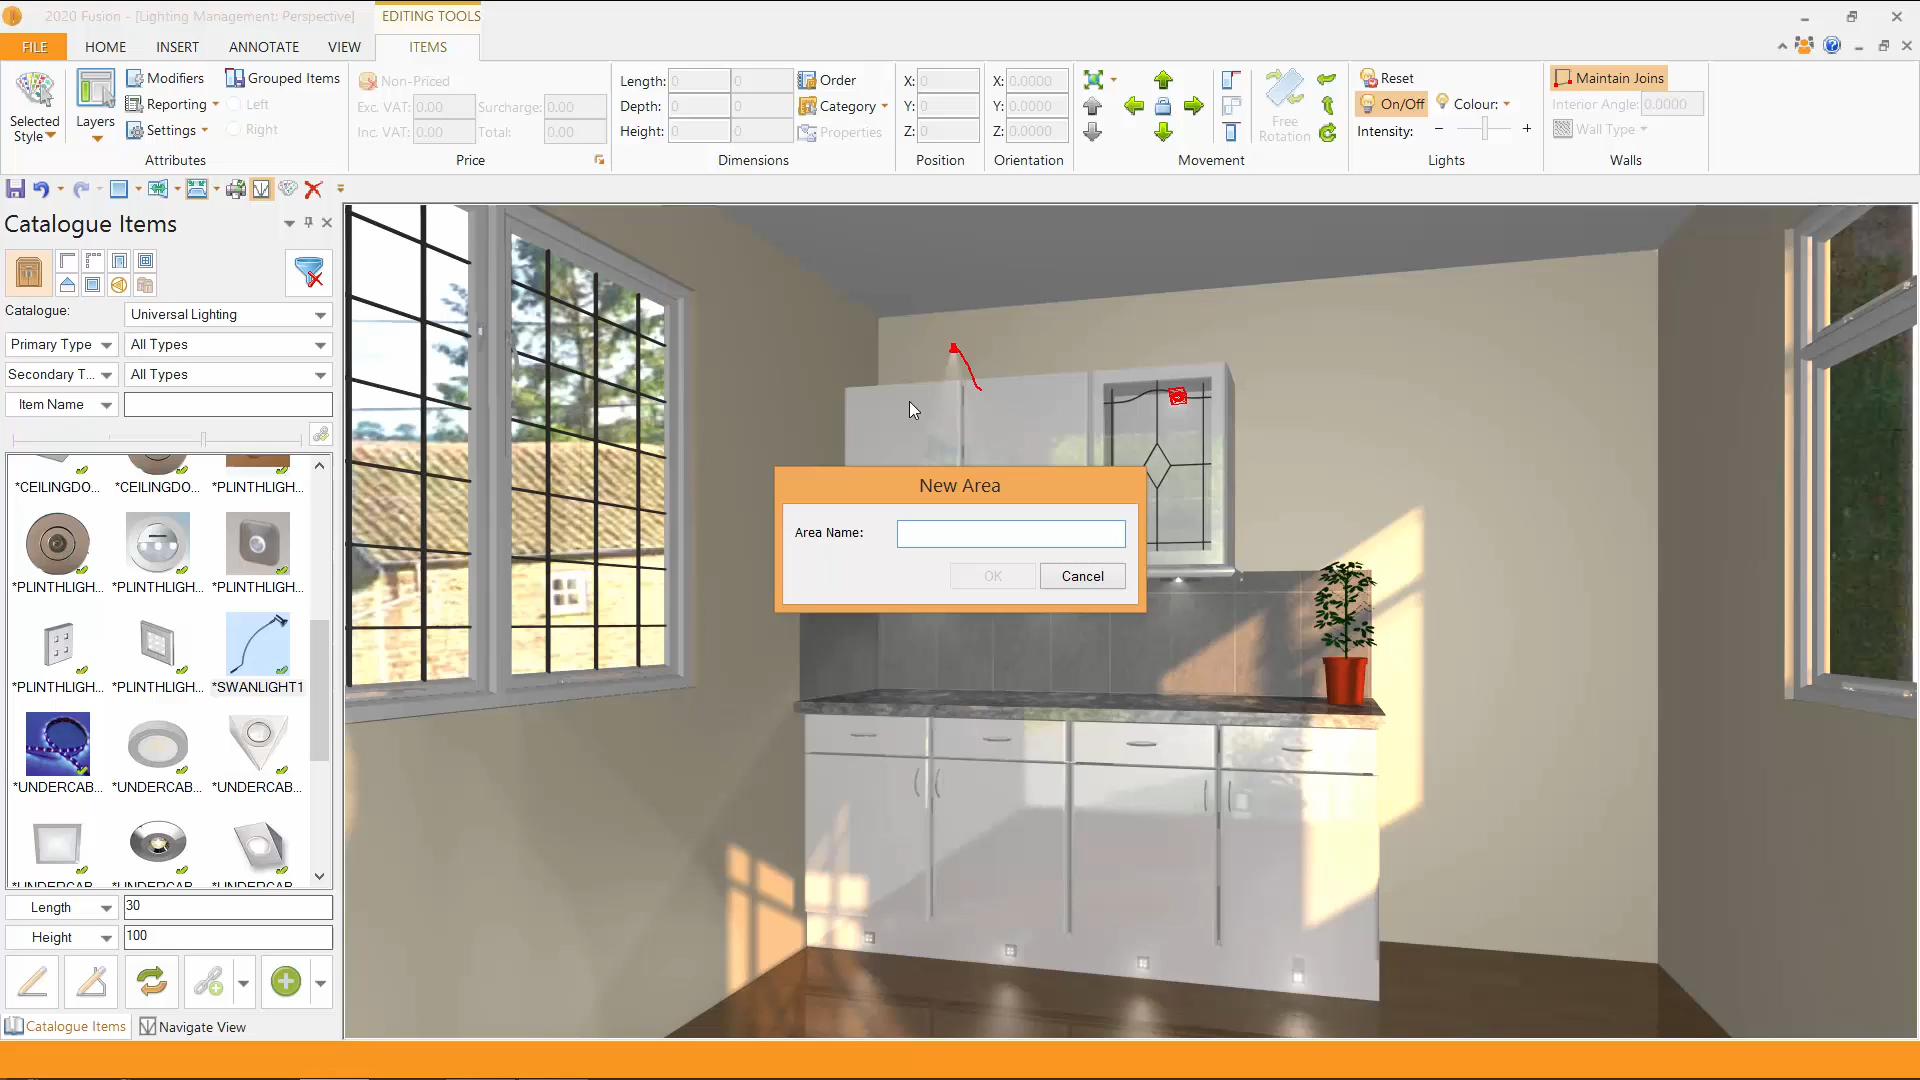 2020 Fusion - [Lighting Management: Perspective]
EDITING TOOLS
FILE
HOME
INSERT
ANNOTATE
VIEW
ITEMS
Selected Style
Layers
Modifiers
Reporting
Settings
Grouped Items
Left
Right
Attributes
Non-Priced
Exc. VAT: 0.00
Surcharge: 0.00
Inc. VAT: 0.00
Total: 0.00
Price
Length: 0 0
Depth: 0 0
Height: 0 0
Order
Category
Properties
Dimensions
X: 0
Y: 0
Z: 0
Position
X: 0.0000
Y: 0.0000
Z: 0.0000
Orientation
Free Rotation
Movement
Reset
On/Off
Colour:
Intensity:
Lights
Maintain Joins
Interior Angle: 0.0000
Wall Type
Walls
Catalogue Items
Catalogue: Universal Lighting
Primary Type All Types
Secondary T... All Types
Item Name
*CEILINGDO... *CEILINGDO... *PLINTHLIGH...
*PLINTHLIGH... *PLINTHLIGH... *PLINTHLIGH...
*PLINTHLIGH... *PLINTHLIGH... *SWANLIGHT1
*UNDERCAB... *UNDERCAB... *UNDERCAB...
*UNDERCAB *UNDERCAB *UNDERCAB
Length 30
Height 100
Catalogue Items
Navigate View
New Area
Area Name:
OK
Cancel